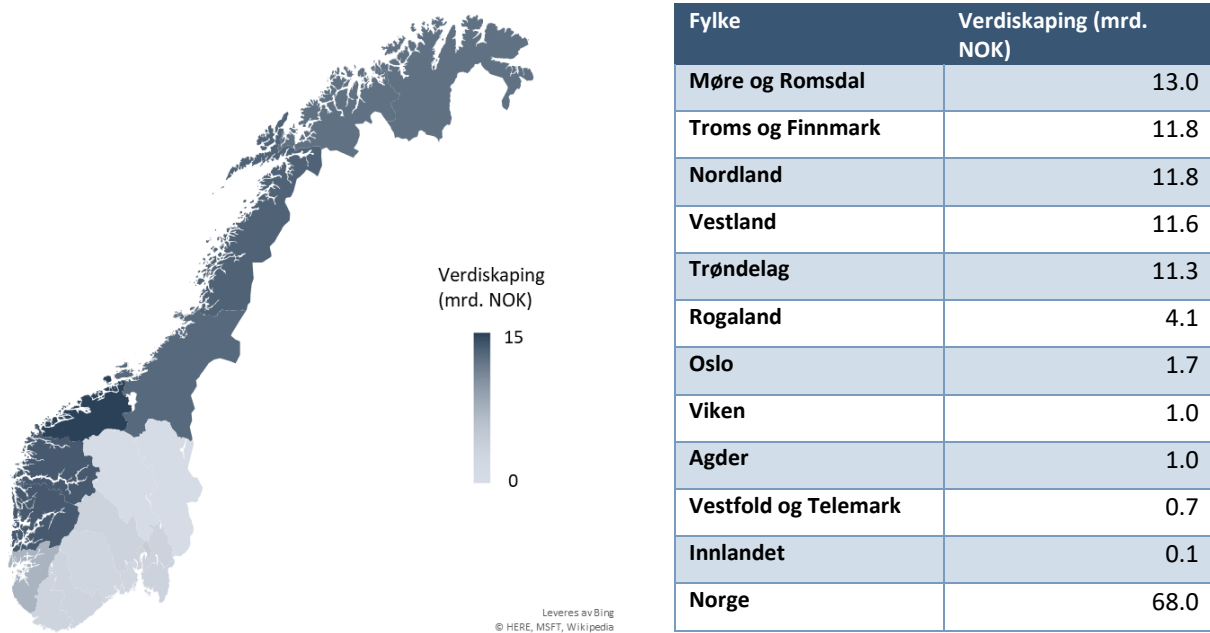 Verdiskaping
(mrd. NOK)
15
0
Leveres av Bing
© HERE, MSFT, Wikipedia
Fylke Verdiskaping (mrd.
NOK)
Møre og Romsdal 13.0
Troms og Finnmark 11.8
Nordland 11.8
Vestland 11.6
Trøndelag 11.3
Rogaland 4.1
Oslo 1.7
Viken 1.0
Agder 1.0
Vestfold og Telemark 0.7
Innlandet 0.1
Norge 68.0